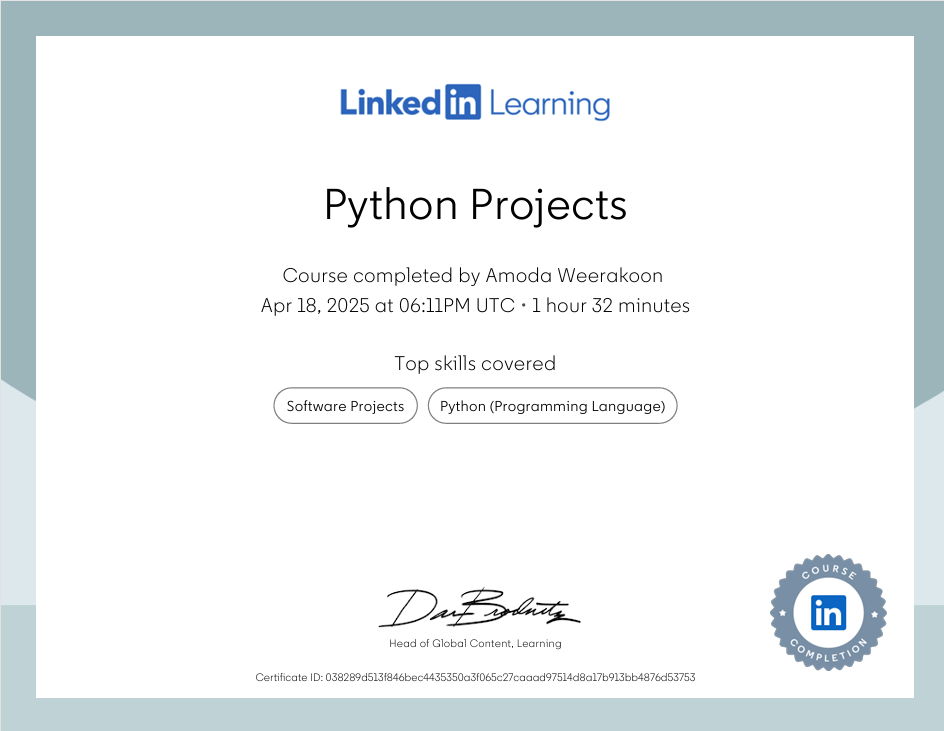 Linked in Learning
Python Projects
Course completed by Amoda Weerakoon
Apr 18, 2025 at 06:11PM UTC • 1 hour 32 minutes
Top skills covered
Software Projects
Python (Programming Language)
Dan Brodnitz
Head of Global Content, Learning
Certificate ID: 038289d513f846bec4435350a3f065c27caaad97514d8a17b913bb4876d53753
COURSE
in
COMPLETION